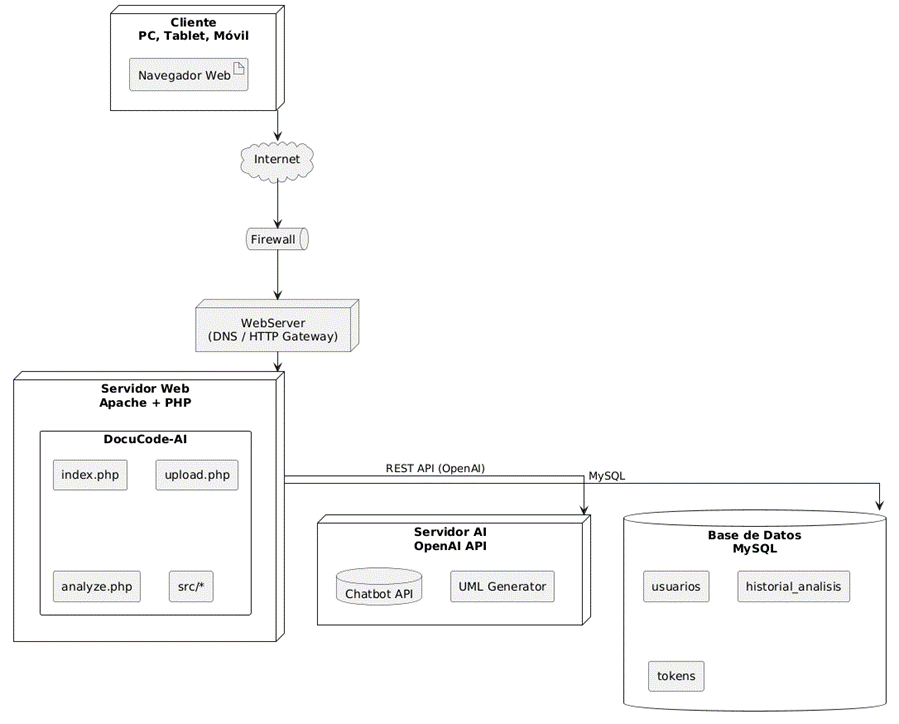 Cliente
PC, Tablet, Móvil
Navegador Web
Internet
Firewall
WebServer
(DNS / HTTP Gateway)
Servidor Web
Apache + PHP
DocuCode-AI
index.php
upload.php
analyze.php
src/*
REST API (OpenAI)
MySQL
Servidor AI
OpenAI API
Chatbot API
UML Generator
Base de Datos
MySQL
usuarios
historial_analisis
tokens